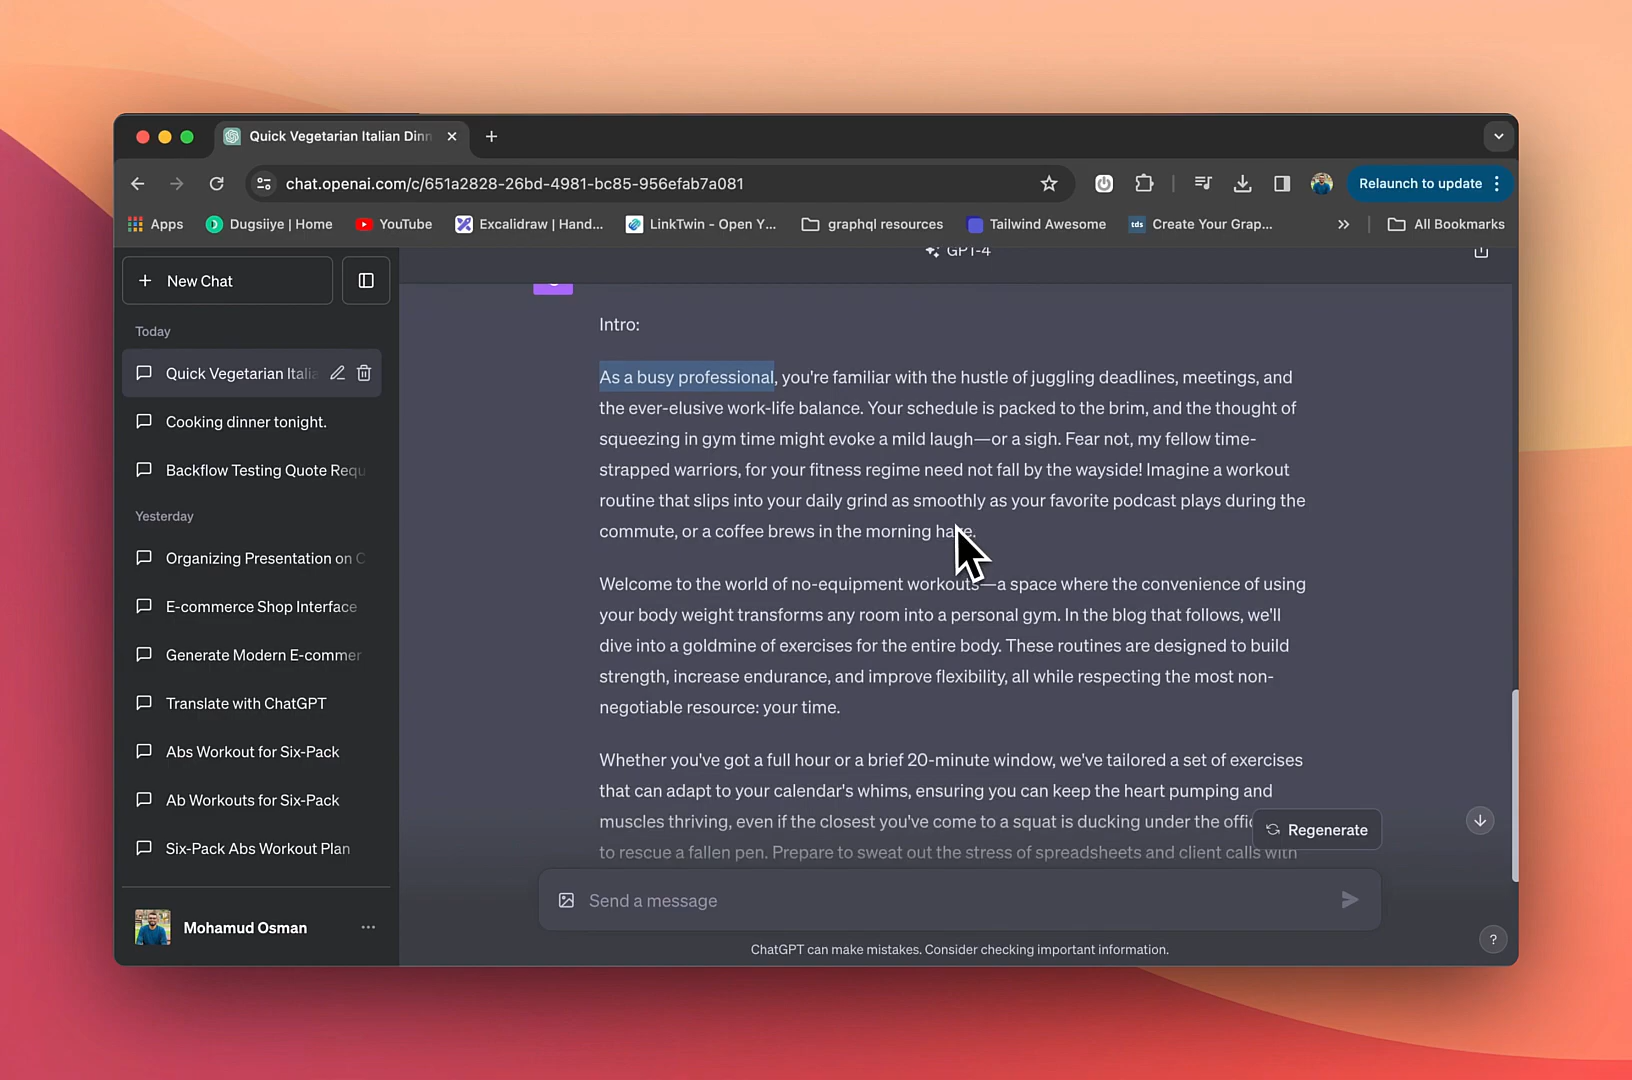 Quick Vegetarian Italian Dinn
chat.openai.com/c/651a2828-26bd-4981-bc85-956efab7a081
Relaunch to update
Apps
Dugsiiye | Home
YouTube
Excalidraw | Hand...
LinkTwin - Open Y...
graphql resources
Tailwind Awesome
tds
Create Your Grap...
All Bookmarks
New Chat
GPT-4
Today
Quick Vegetarian Italia
Cooking dinner tonight.
Backflow Testing Quote Requ
Yesterday
Organizing Presentation on C
E-commerce Shop Interface
Generate Modern E-commer
Translate with ChatGPT
Abs Workout for Six-Pack
Ab Workouts for Six-Pack
Six-Pack Abs Workout Plan
Mohamud Osman
Intro:
As a busy professional, you're familiar with the hustle of juggling deadlines, meetings, and
the ever-elusive work-life balance. Your schedule is packed to the brim, and the thought of
squeezing in gym time might evoke a mild laugh—or a sigh. Fear not, my fellow time-
strapped warriors, for your fitness regime need not fall by the wayside! Imagine a workout
routine that slips into your daily grind as smoothly as your favorite podcast plays during the
commute, or a coffee brews in the morning haze.
Welcome to the world of no-equipment workouts—a space where the convenience of using
your body weight transforms any room into a personal gym. In the blog that follows, we'll
dive into a goldmine of exercises for the entire body. These routines are designed to build
strength, increase endurance, and improve flexibility, all while respecting the most non-
negotiable resource: your time.
Whether you've got a full hour or a brief 20-minute window, we've tailored a set of exercises
that can adapt to your calendar's whims, ensuring you can keep the heart pumping and
muscles thriving, even if the closest you've come to a squat is ducking under the offic
to rescue a fallen pen. Prepare to sweat out the stress of spreadsheets and client calls with
Regenerate
Send a message
ChatGPT can make mistakes. Consider checking important information.
?